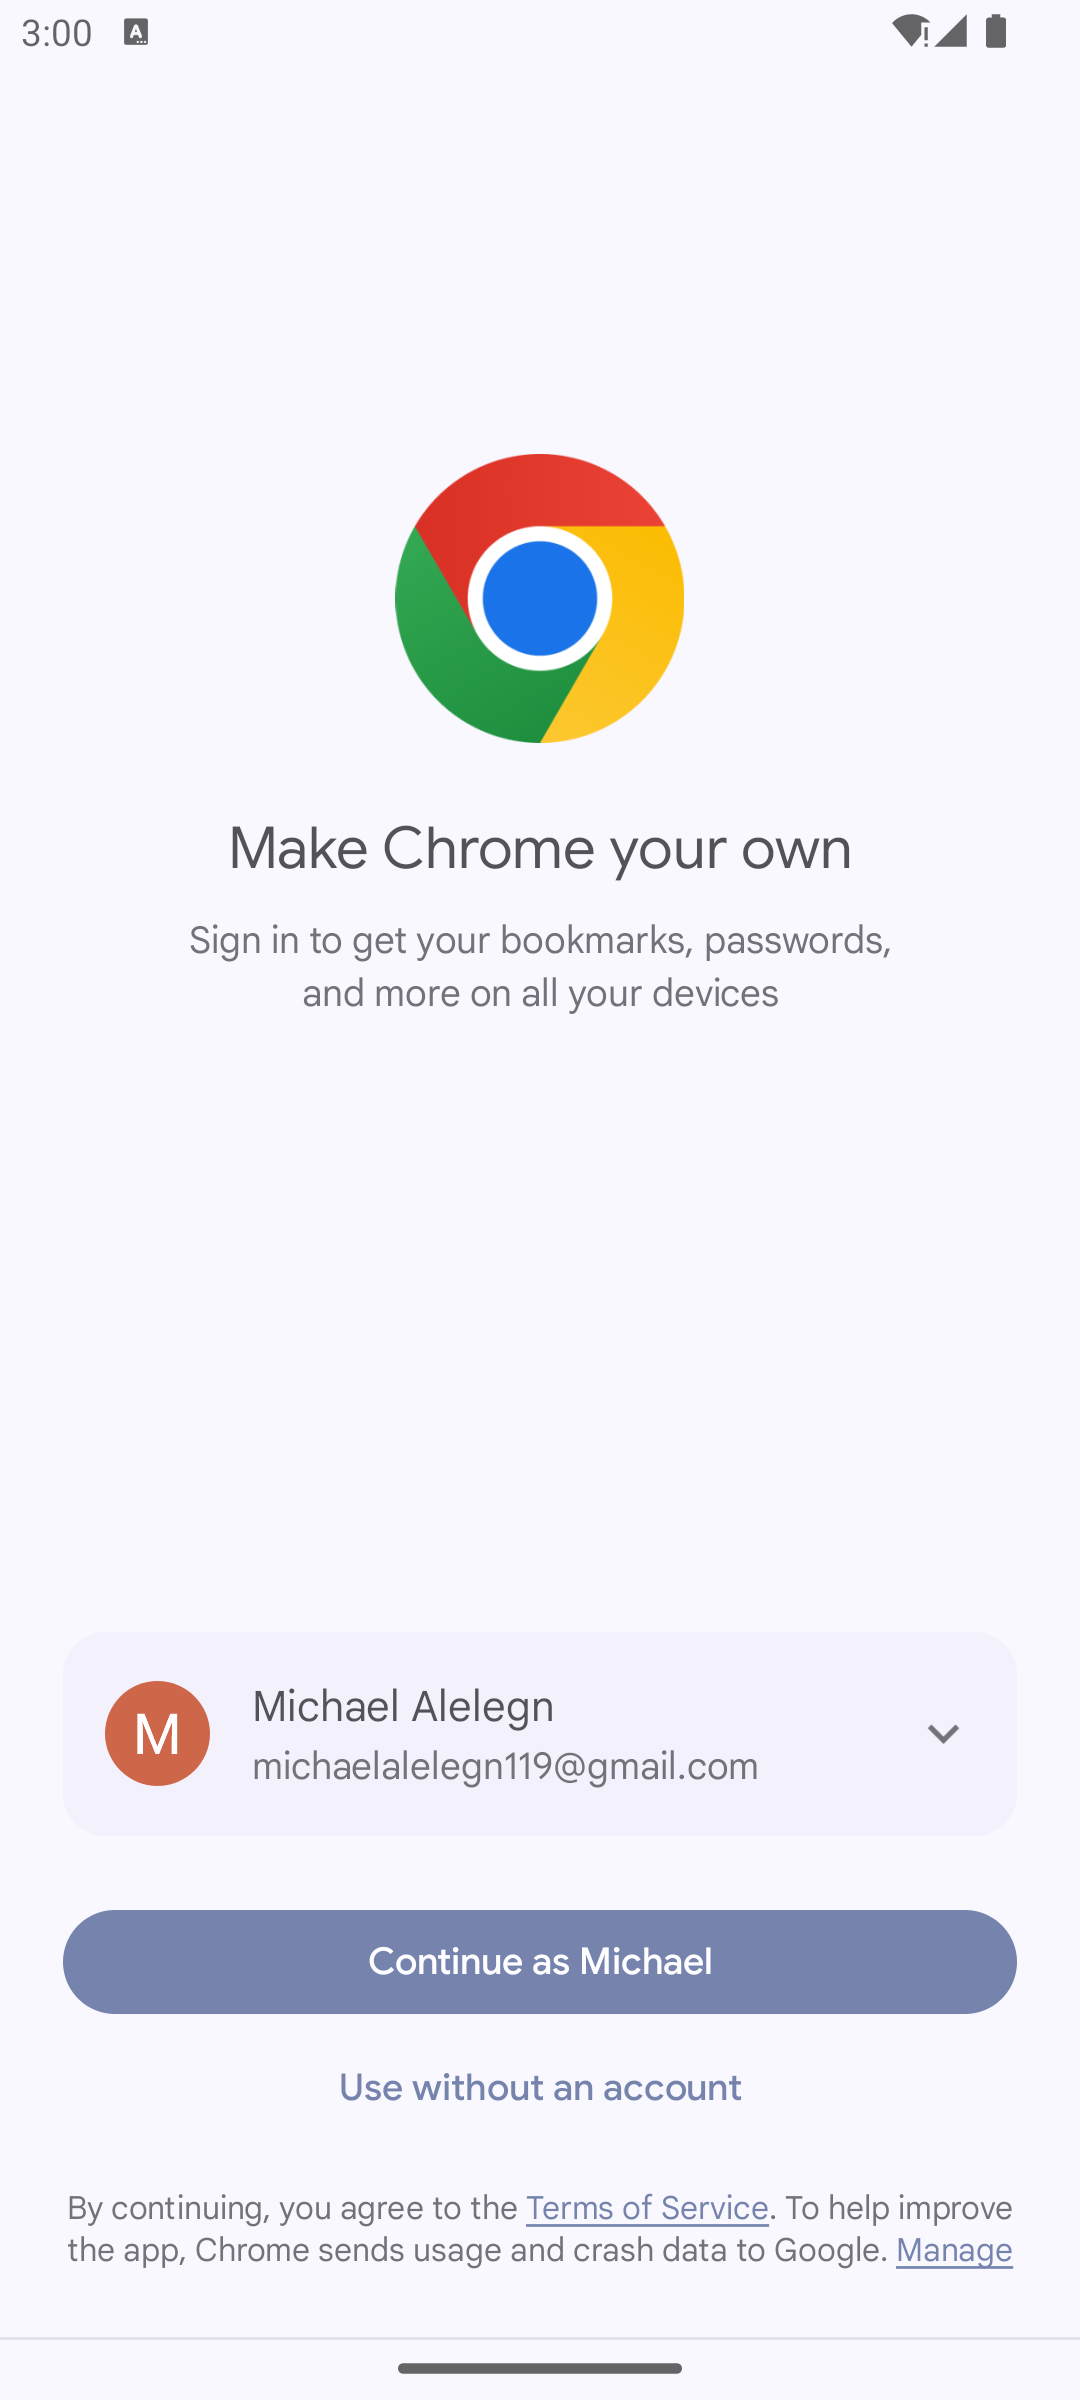 3:00
Make Chrome your own
Sign in to get your bookmarks, passwords,
and more on all your devices
M
Michael Alelegn
michaelalelegn119@gmail.com
Continue as Michael
Use without an account
By continuing, you agree to the Terms of Service. To help improve
the app, Chrome sends usage and crash data to Google. Manage